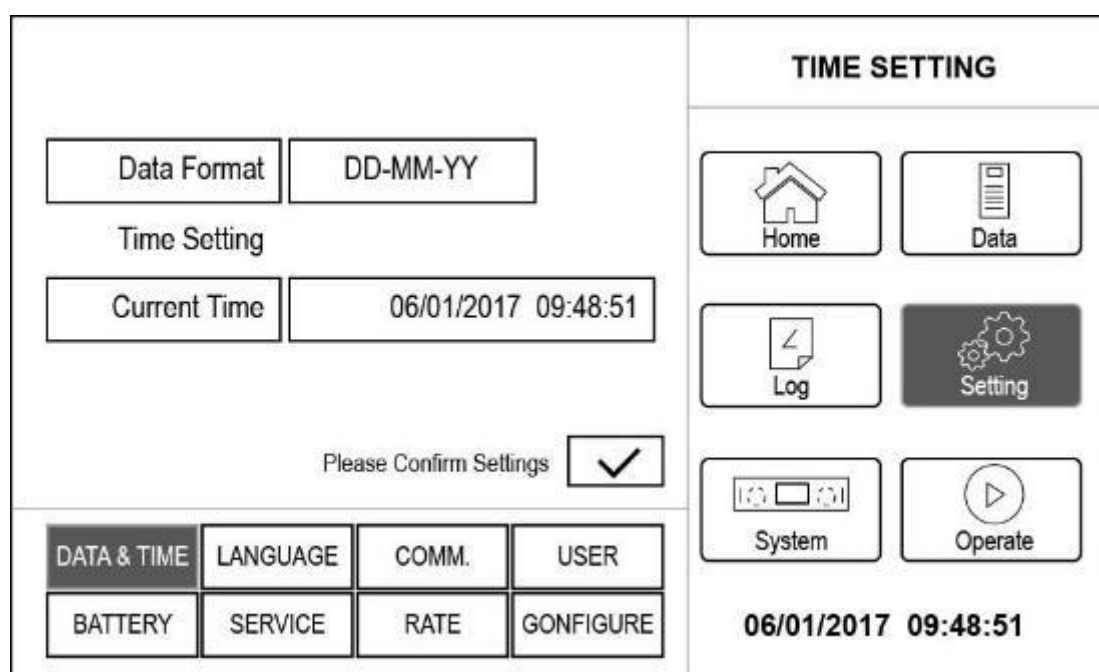 TIME SETTING
Data Format DD-MM-YY
Time Setting
Current Time 06/01/2017 09:48:51
Please Confirm Settings
DATA & TIME LANGUAGE COMM. USER
BATTERY SERVICE RATE GONFIGURE
Home Data
Log Setting
System Operate
06/01/2017 09:48:51